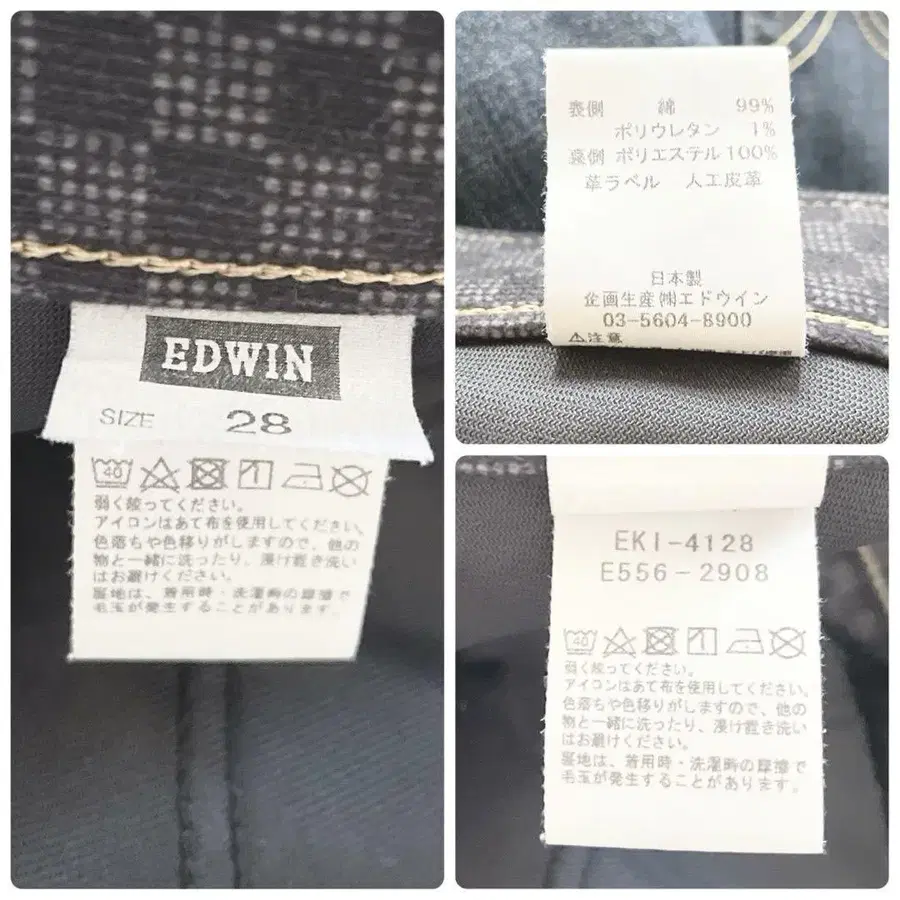 EDWIN
SIZE 28
40
弱く絞ってください。
アイロンはあて布を使用してください。
色落ちや色移りがしますので、他の
物と一緒に洗ったり、漬け置き洗い
はお避けください。
裏地は、着用時・洗濯時の摩擦で
毛玉が発生することがあります。
表側 綿 99%
ポリウレタン 1%
裏側 ポリエステル 100%
革ラベル 人工皮革
日本製
企画生産㈱エドウイン
03-5604-8900
⚠注意
EKI-4128
E556-2908
40
弱く絞ってください。
アイロンはあて布を使用してください。
色落ちや色移りがしますので、他の
物と一緒に洗ったり、漬け置き洗い
はお避けください。
裏地は、着用時・洗濯時の摩擦で
毛玉が発生することがあります。